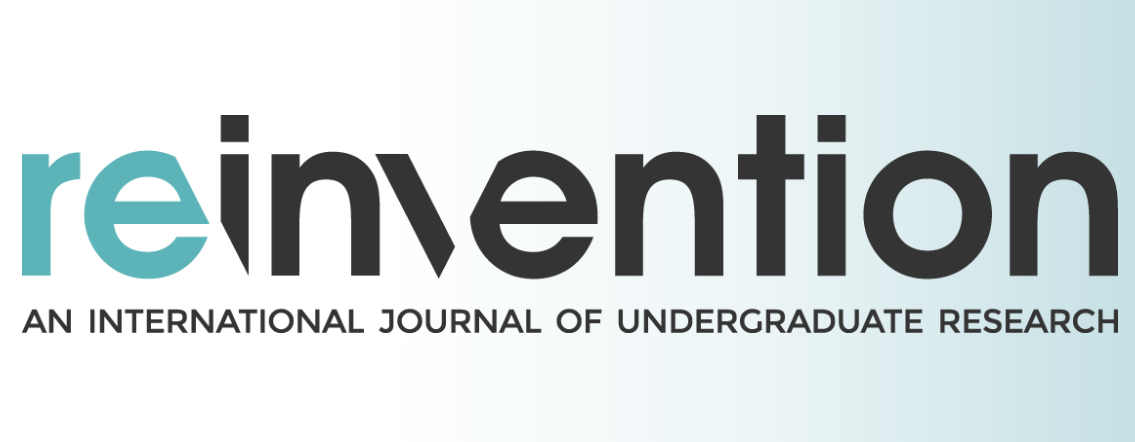 reinvention
AN INTERNATIONAL JOURNAL OF UNDERGRADUATE RESEARCH